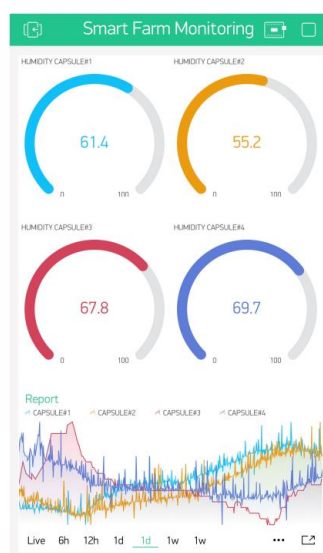 Smart Farm Monitoring
HUMIDITY CAPSULE#1
HUMIDITY CAPSULE#2
61.4
55.2
0 100
0 100
HUMIDITY CAPSULE#3
HUMIDITY CAPSULE#4
67.8
69.7
0 100
0 100
Report
CAPSULE#1 CAPSULE#2 CAPSULE#3 CAPSULE#4
Live 6h 12h 1d 1d 1w 1w